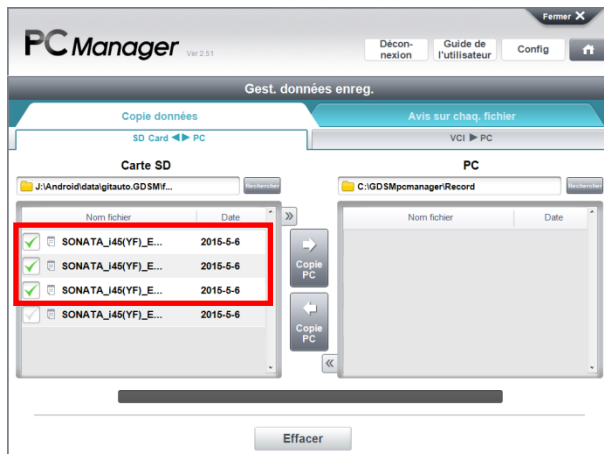 Fermer X
PC Manager Ver 2.51
Décon-
nexion
Guide de
l'utilisateur
Config
Gest. données enreg.
Copie données
Avis sur chaq. fichier
SD Card ◀▶ PC
VCI ▶ PC
Carte SD
PC
J:\Android\data\gitauto.GDSM\f...
Rechercher
C:\GDSMpcmanager\Record
Rechercher
Nom fichier Date
Nom fichier Date
SONATA_i45(YF)_E... 2015-5-6
SONATA_i45(YF)_E... 2015-5-6
SONATA_i45(YF)_E... 2015-5-6
SONATA_i45(YF)_E... 2015-5-6
Copie
PC
Copie
PC
Effacer